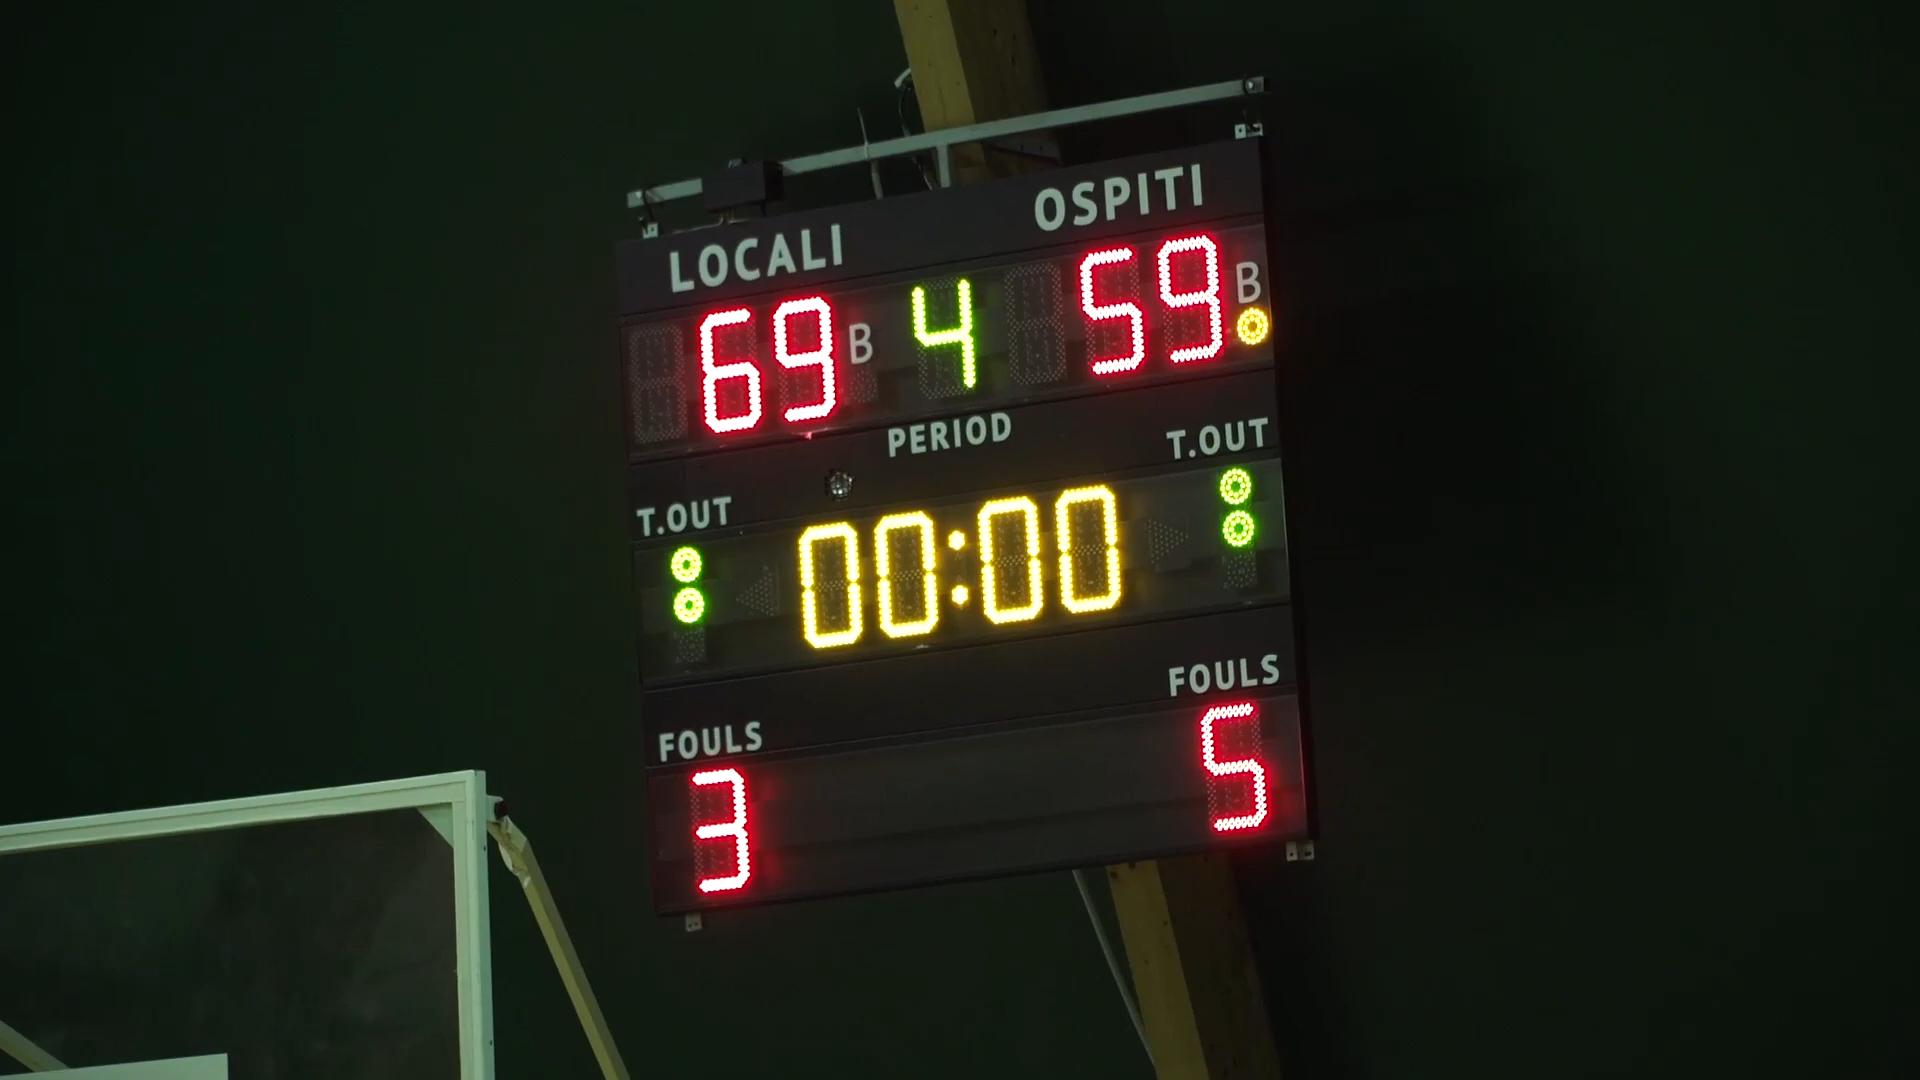 LOCALI OSPITI
69 B 4 59 B
PERIOD
T.OUT T.OUT
00:00
FOULS FOULS
3 5